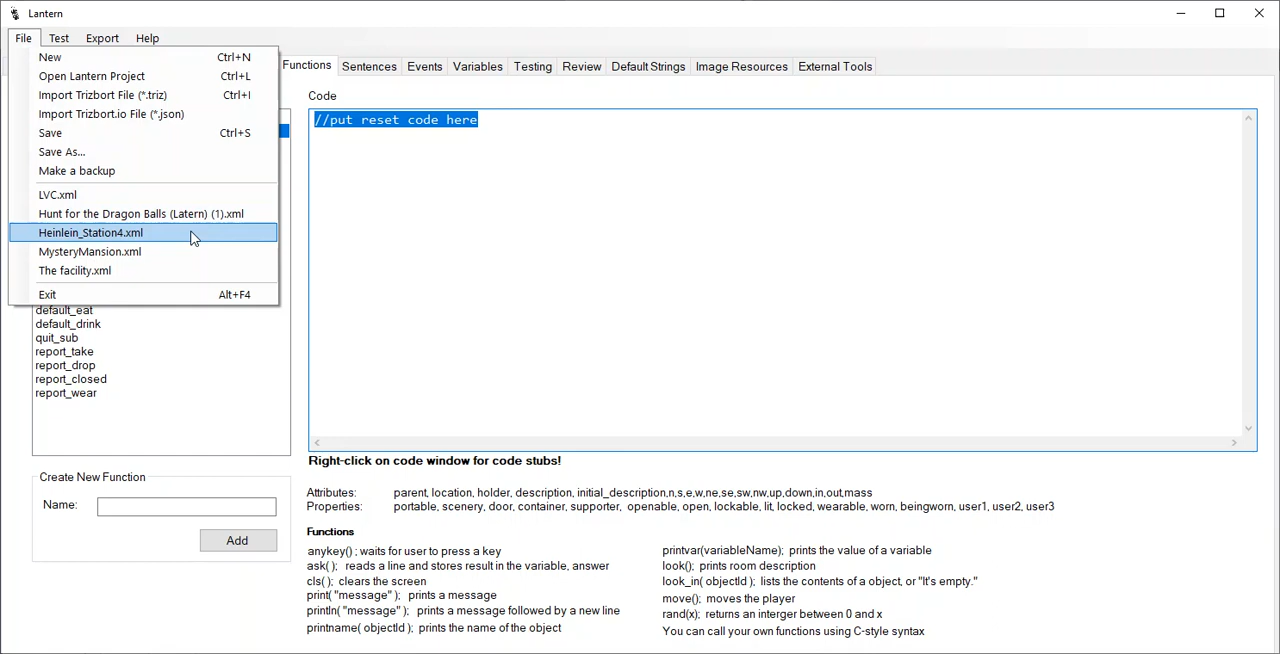 Lantern
File Test Export Help
New Ctrl+N
Open Lantern Project Ctrl+L
Import Trizbort File (*.triz) Ctrl+I
Import Trizbort.io File (*.json)
Save Ctrl+S
Save As...
Make a backup
LVC.xml
Hunt for the Dragon Balls (Latern) (1).xml
Heinlein_Station4.xml
MysteryMansion.xml
The facility.xml
Exit Alt+F4
Functions Sentences Events Variables Testing Review Default Strings Image Resources External Tools
Code
//put reset code here
default_eat
default_drink
quit_sub
report_take
report_drop
report_closed
report_wear
Create New Function
Name:
Add
Right-click on code window for code stubs!
Attributes: parent, location, holder, description, initial_description,n,s,e,w,ne,se,sw,nw,up,down,in,out,mass
Properties: portable, scenery, door, container, supporter, openable, open, lockable, lit, locked, wearable, worn, beingworn, user1, user2, user3
Functions
anykey() ; waits for user to press a key
ask( ); reads a line and stores result in the variable, answer
cls( ); clears the screen
print( "message" ); prints a message
println( "message" ); prints a message followed by a new line
printname( objectId ); prints the name of the object
printvar(variableName); prints the value of a variable
look(); prints room description
look_in( objectId ); lists the contents of a object, or "It's empty."
move(); moves the player
rand(x); returns an interger between 0 and x
You can call your own functions using C-style syntax